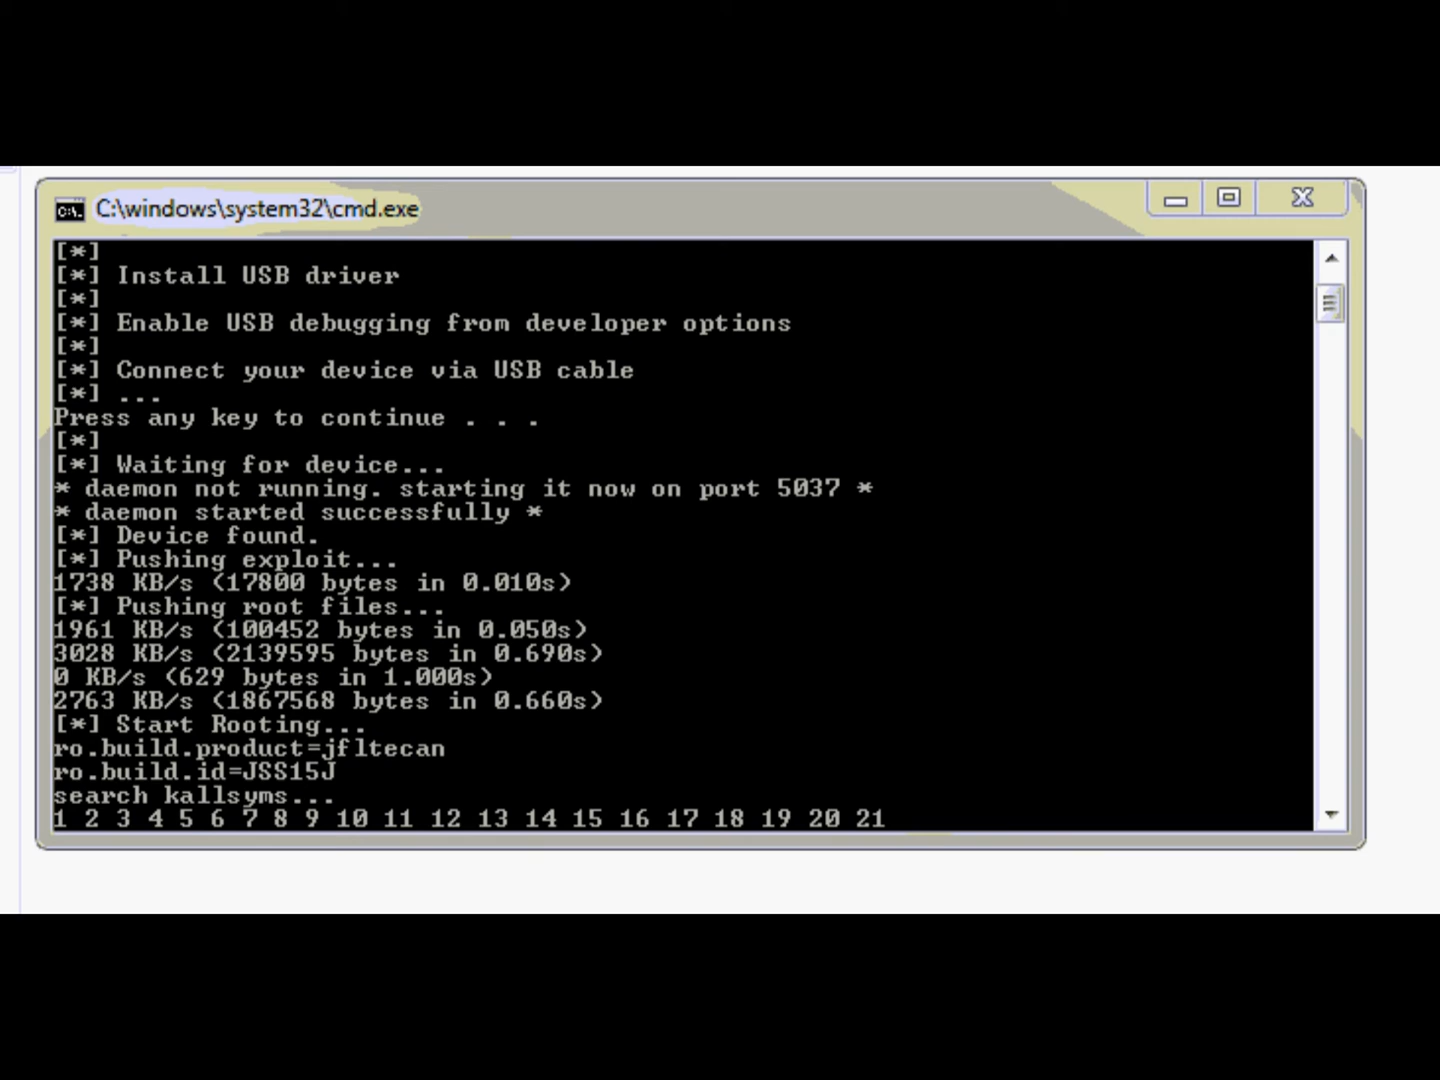 C:\windows\system32\cmd.exe
[*]
[*] Install USB driver
[*]
[*] Enable USB debugging from developer options
[*]
[*] Connect your device via USB cable
[*] ...
Press any key to continue . . .
[*]
[*] Waiting for device...
* daemon not running. starting it now on port 5037 *
* daemon started successfully *
[*] Device found.
[*] Pushing exploit...
1738 KB/s (17800 bytes in 0.010s)
[*] Pushing root files...
1961 KB/s (100452 bytes in 0.050s)
3028 KB/s (2139595 bytes in 0.690s)
0 KB/s (629 bytes in 1.000s)
2763 KB/s (1867568 bytes in 0.660s)
[*] Start Rooting...
ro.build.product=jfltecan
ro.build.id=JSS15J
search kallsyms...
1 2 3 4 5 6 7 8 9 10 11 12 13 14 15 16 17 18 19 20 21